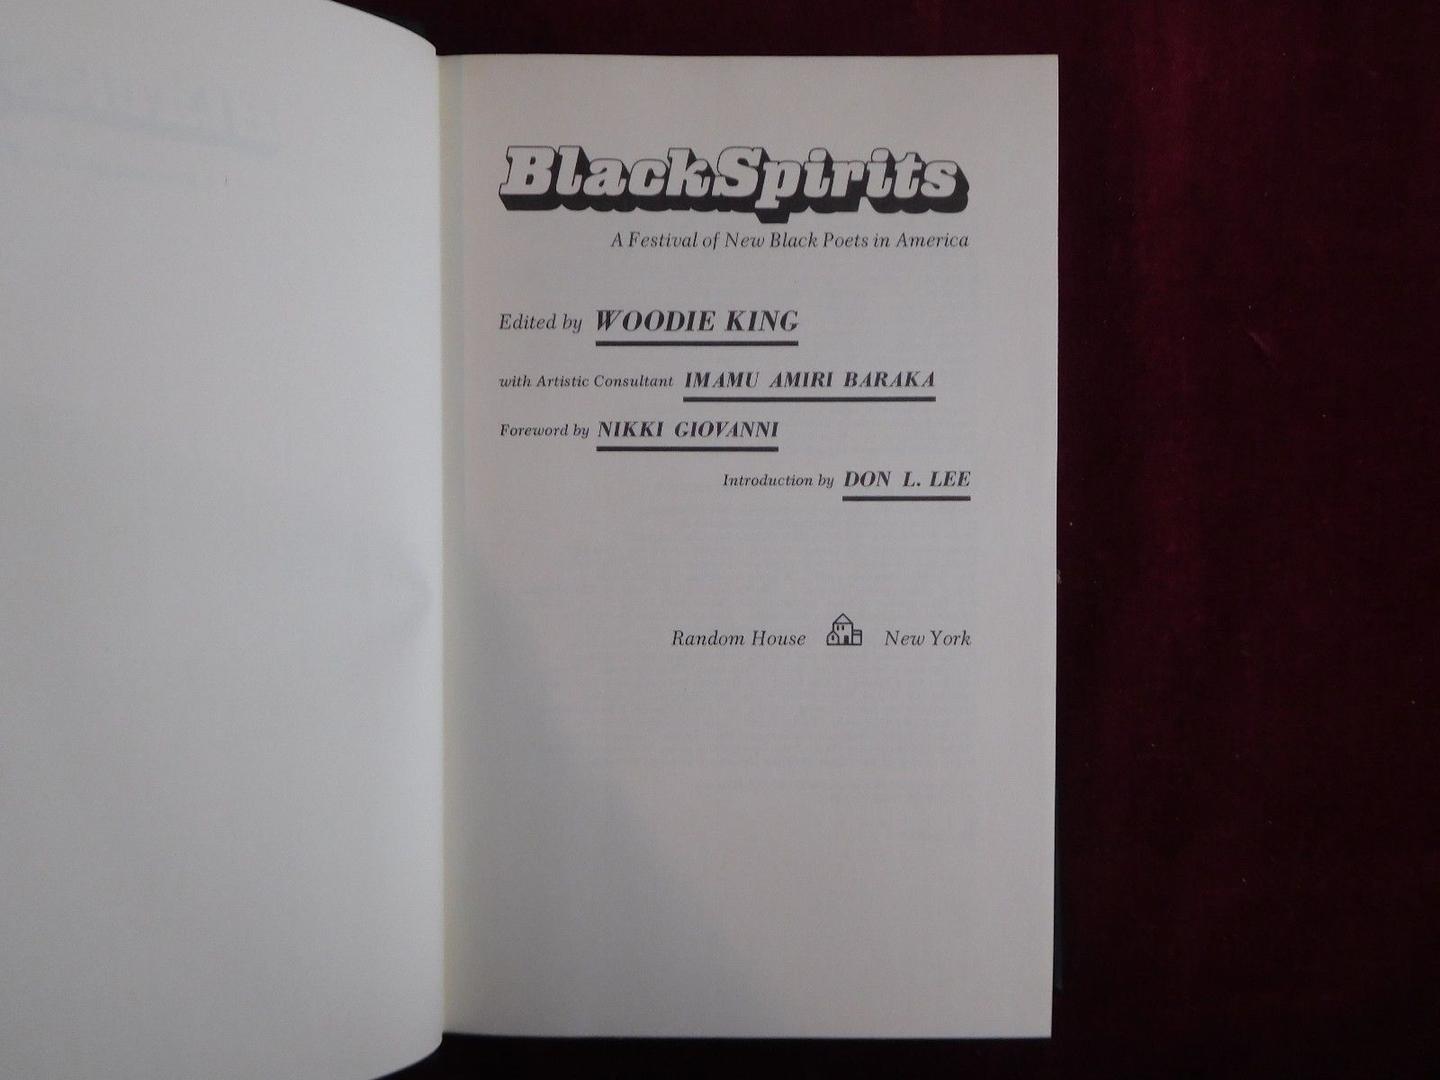 BlackSpirits
A Festival of New Black Poets in America
Edited by WOODIE KING
with Artistic Consultant IMAMU AMIRI BARAKA
Foreword by NIKKI GIOVANNI
Introduction by DON L. LEE
Random House New York